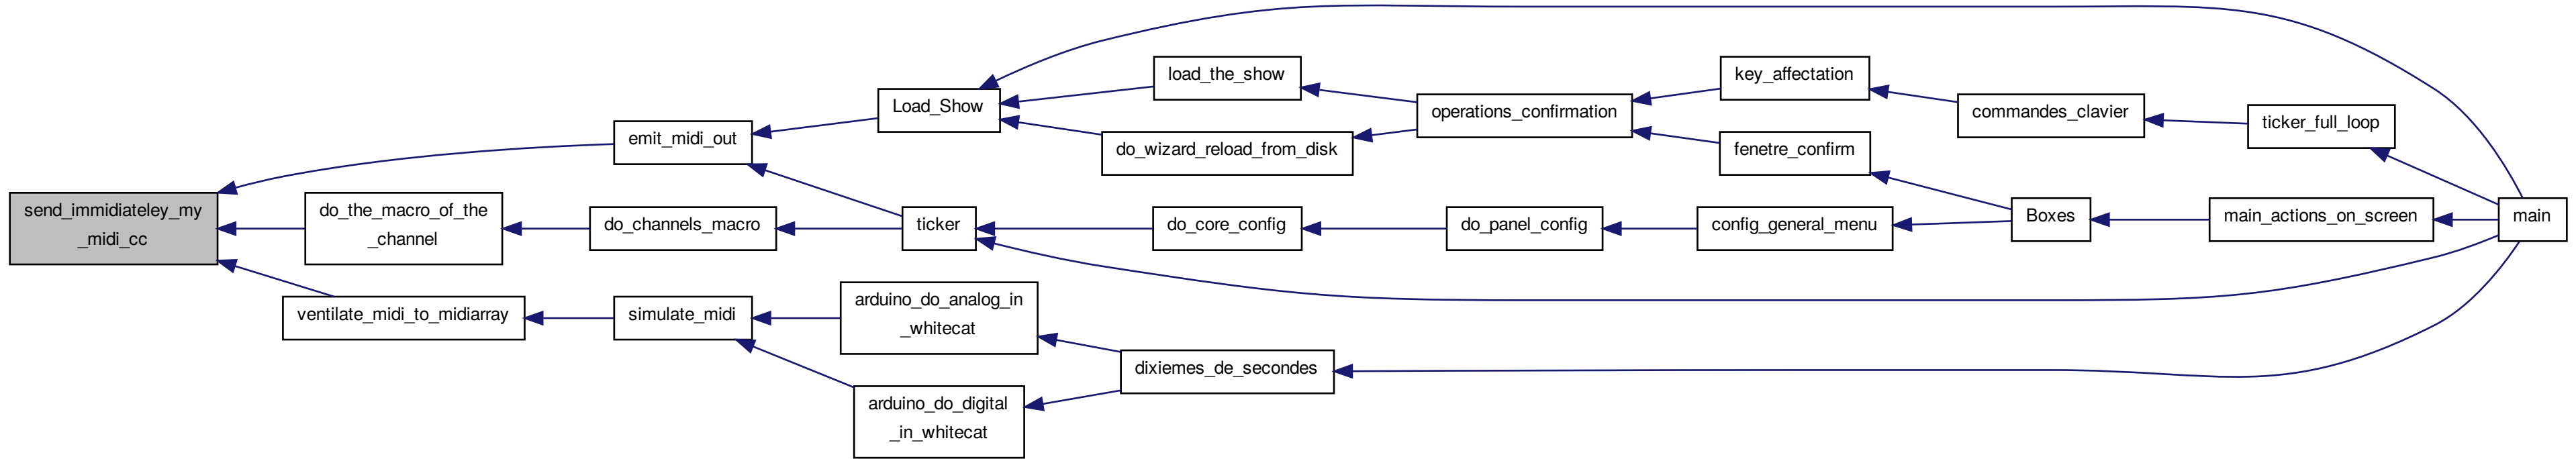 send_immidiateley_my
_midi_cc
emit_midi_out
do_the_macro_of_the
_channel
ventilate_midi_to_midiarray
do_channels_macro
simulate_midi
Load_Show
ticker
arduino_do_analog_in
_whitecat
arduino_do_digital
_in_whitecat
load_the_show
do_wizard_reload_from_disk
do_core_config
dixiemes_de_secondes
operations_confirmation
do_panel_config
key_affectation
fenetre_confirm
config_general_menu
commandes_clavier
Boxes
ticker_full_loop
main_actions_on_screen
main